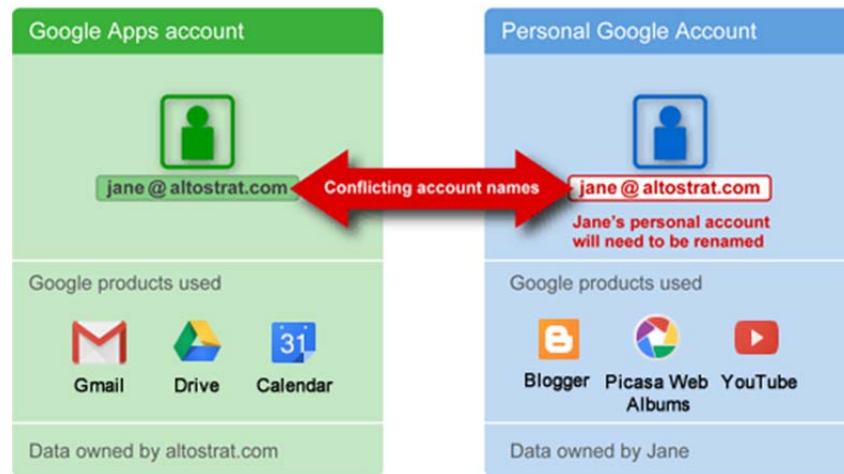 Google Apps account
jane@altostrat.com
Google products used
31
Gmail
Drive
Calendar
Data owned by altostrat.com
Conflicting account names
Personal Google Account
jane@altostrat.com
Jane's personal account
will need to be renamed
Google products used
Blogger
Picasa Web
Albums
YouTube
Data owned by Jane